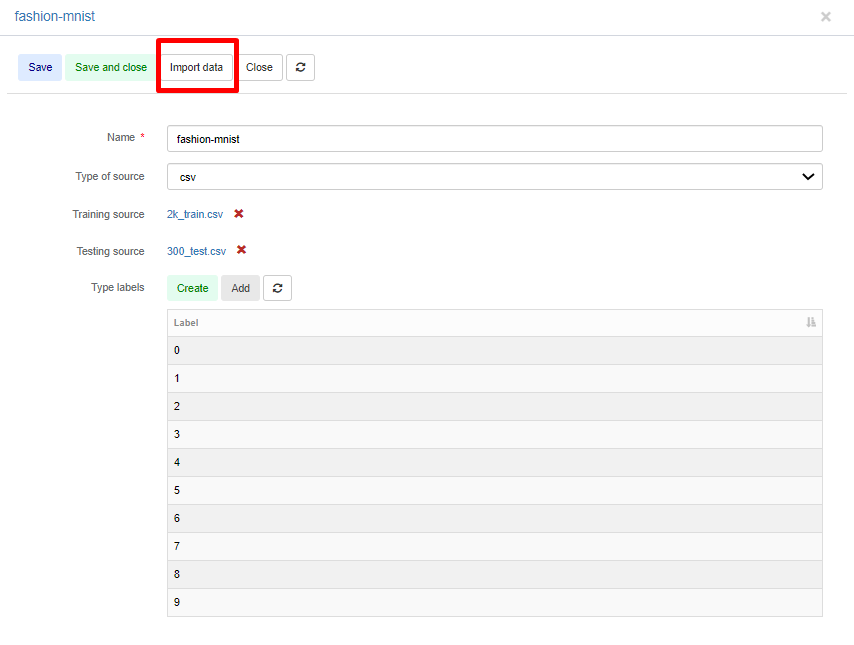 fashion-mnist
Save Save and close Import data Close
Name *
fashion-mnist
Type of source
csv
Training source
2k_train.csv
Testing source
300_test.csv
Type labels
Create Add
Label
0
1
2
3
4
5
6
7
8
9